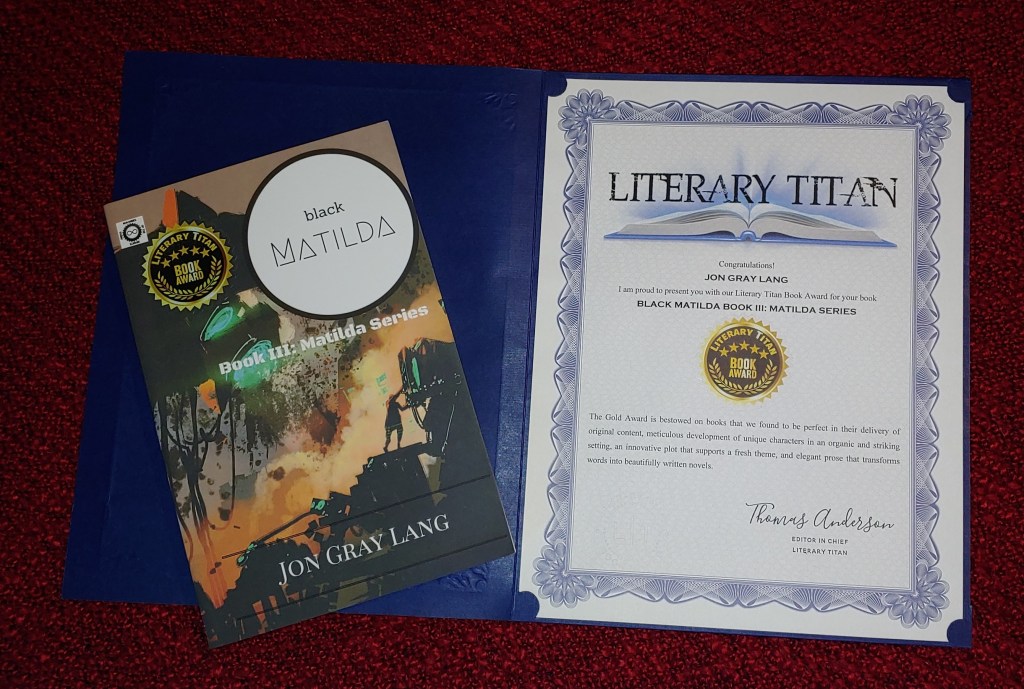 LITERARY TITAN
BOOK
AWARD
black
MATILDA
Book III: Matilda Series
JON GRAY LANG
LITERARY TITAN
Congratulations!
JON GRAY LANG
I am proud to present you with our Literary Titan Book Award for your book
BLACK MATILDA BOOK III: MATILDA SERIES
LITERARY TITAN
BOOK
AWARD
The Gold Award is bestowed on books that we found to be perfect in their delivery of
original content, meticulous development of unique characters in an organic and striking
setting, an innovative plot that supports a fresh theme, and elegant prose that transforms
words into beautifully written novels.
Thomas Anderson
EDITOR IN CHIEF
LITERARY TITAN